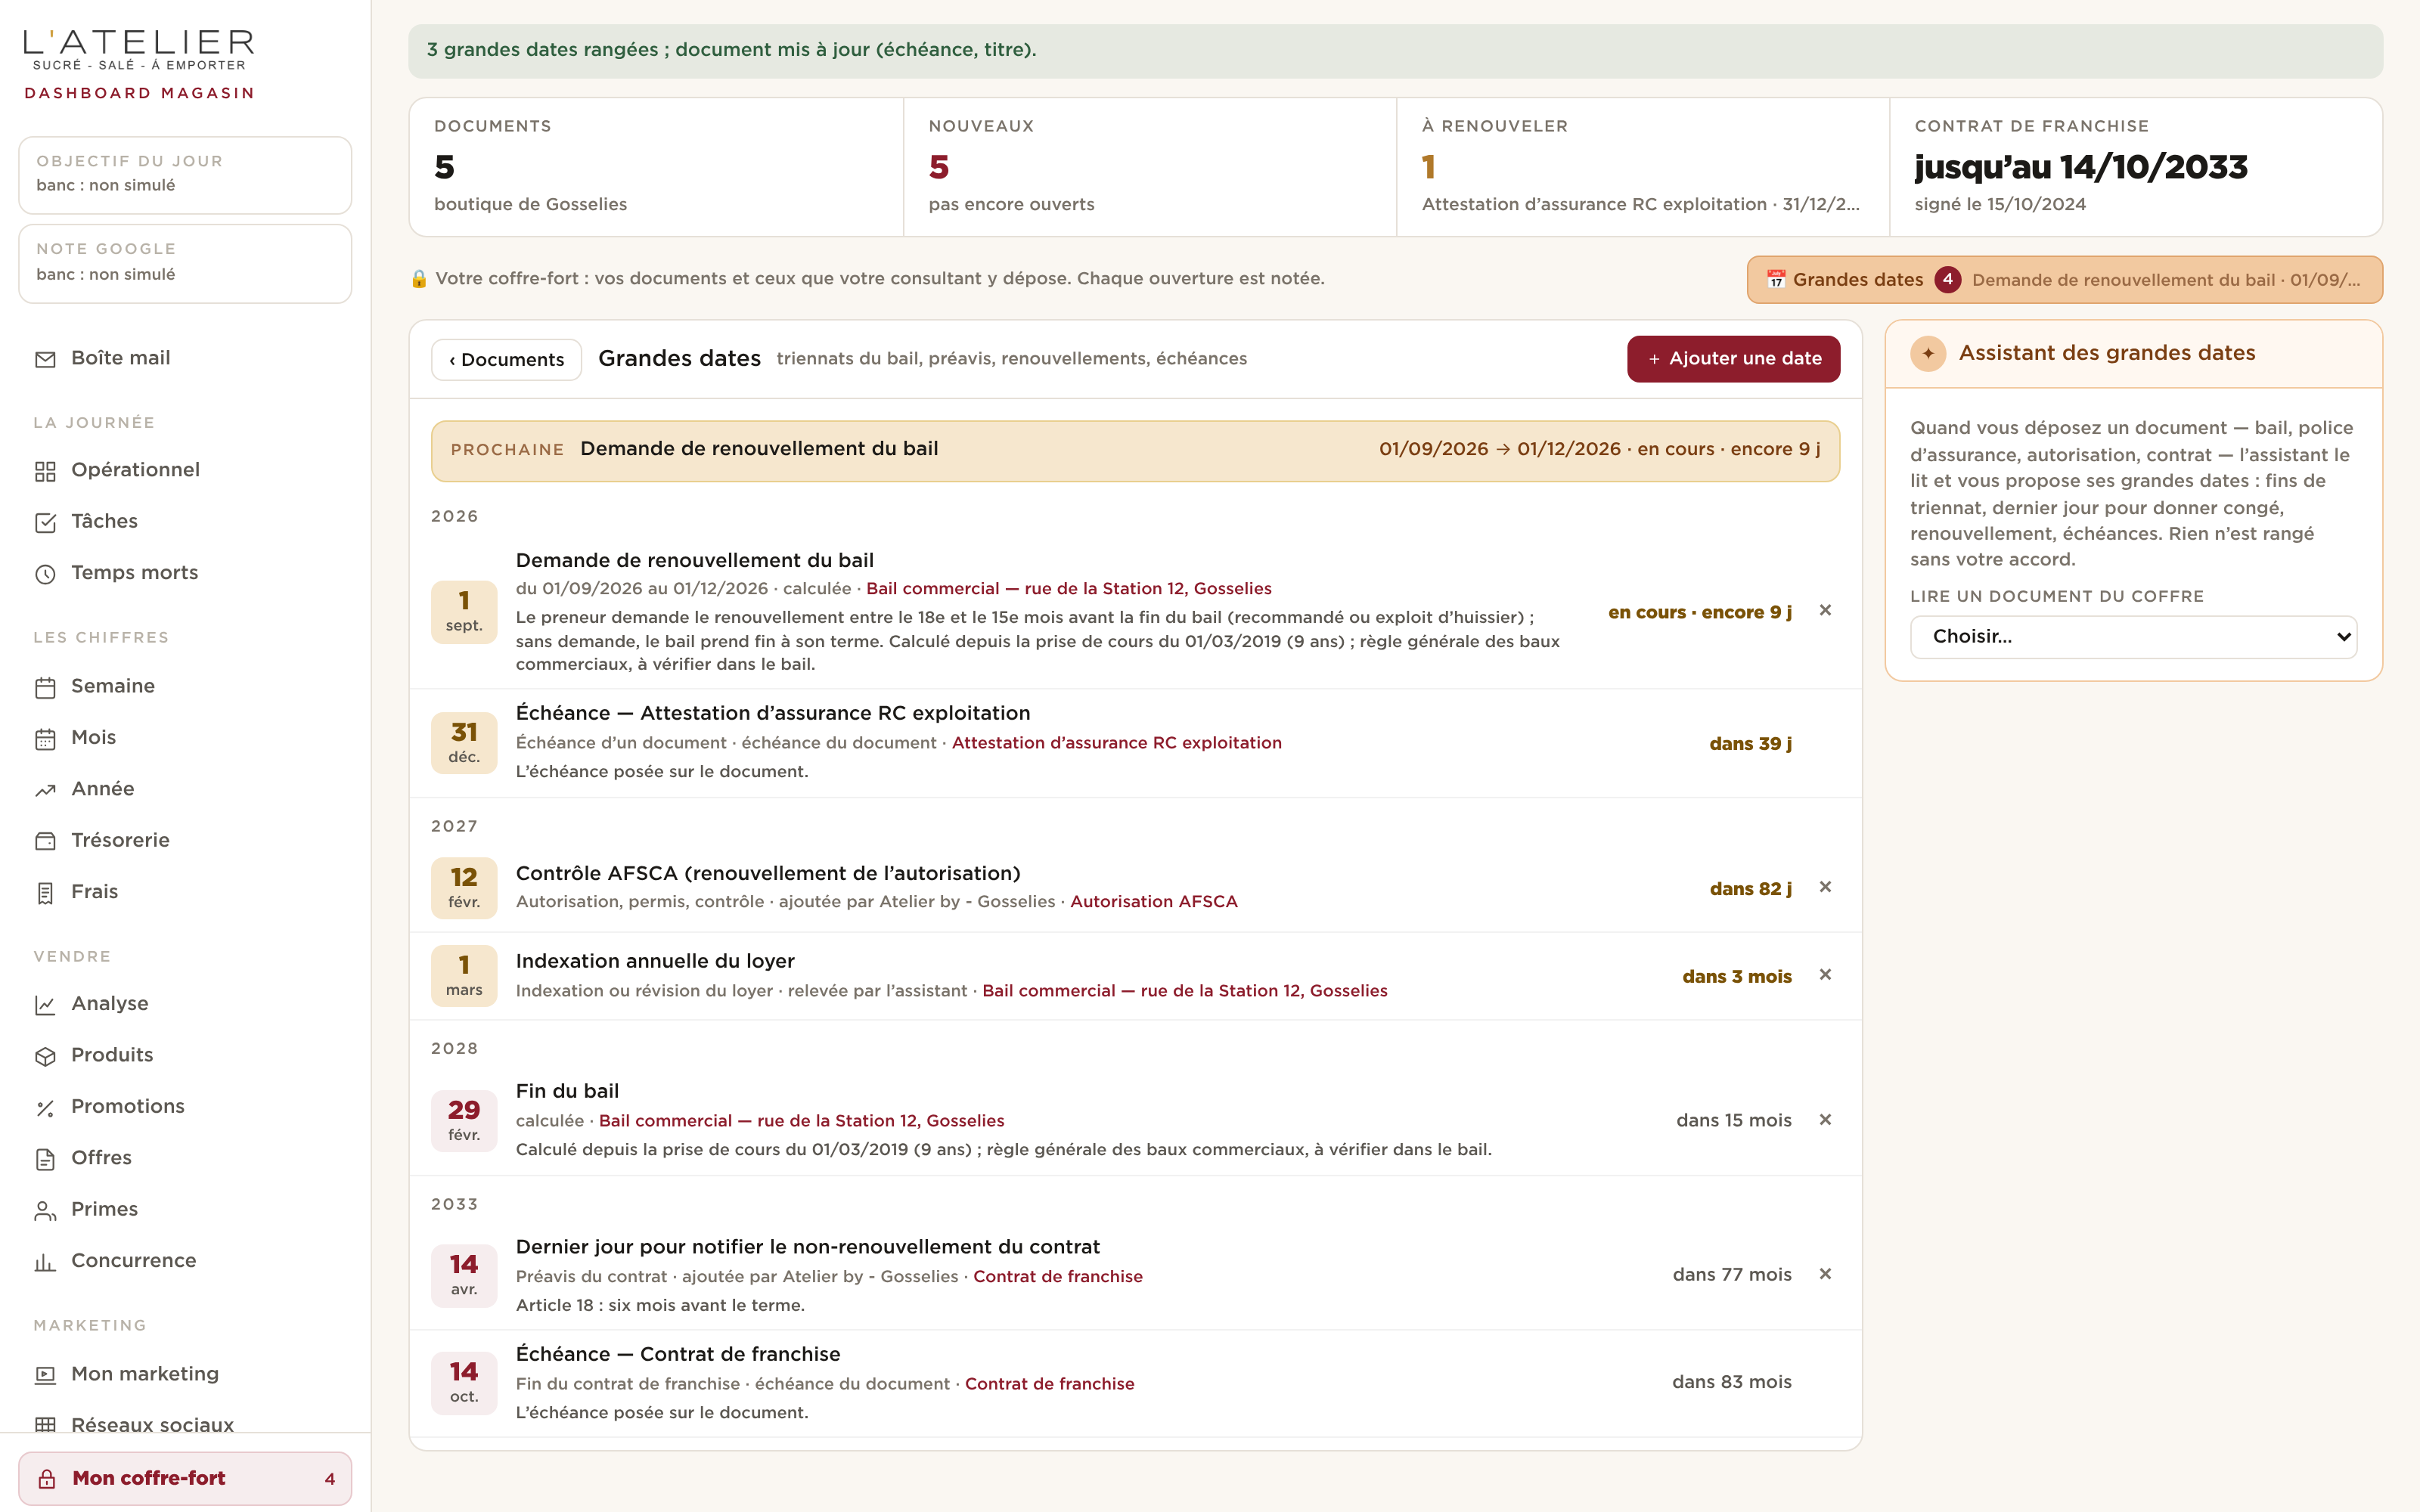 L'ATELIER
SUCRÉ - SALÉ - À EMPORTER
DASHBOARD MAGASIN
OBJECTIF DU JOUR
banc : non simulé
NOTE GOOGLE
banc : non simulé
Boîte mail
LA JOURNÉE
Opérationnel
Tâches
Temps morts
LES CHIFFRES
Semaine
Mois
Année
Trésorerie
Frais
VENDRE
Analyse
Produits
Promotions
Offres
Primes
Concurrence
MARKETING
Mon marketing
Réseaux sociaux
Mon coffre-fort 4
3 grandes dates rangées ; document mis à jour (échéance, titre).
DOCUMENTS
5
boutique de Gosselies
NOUVEAUX
5
pas encore ouverts
À RENOUVELER
1
Attestation d’assurance RC exploitation · 31/12/2...
CONTRAT DE FRANCHISE
jusqu’au 14/10/2033
signé le 15/10/2024
Votre coffre-fort : vos documents et ceux que votre consultant y dépose. Chaque ouverture est notée.
Grandes dates 4 Demande de renouvellement du bail · 01/09/...
‹ Documents Grandes dates triennats du bail, préavis, renouvellements, échéances
+ Ajouter une date
PROCHAINE Demande de renouvellement du bail 01/09/2026 → 01/12/2026 · en cours · encore 9 j
2026
1
sept.
Demande de renouvellement du bail
du 01/09/2026 au 01/12/2026 · calculée · Bail commercial — rue de la Station 12, Gosselies
Le preneur demande le renouvellement entre le 18e et le 15e mois avant la fin du bail (recommandé ou exploit d’huissier) ;
sans demande, le bail prend fin à son terme. Calculé depuis la prise de cours du 01/03/2019 (9 ans) ; règle générale des baux
commerciaux, à vérifier dans le bail.
en cours · encore 9 j ×
31
déc.
Échéance — Attestation d’assurance RC exploitation
Échéance d’un document · échéance du document · Attestation d’assurance RC exploitation
L’échéance posée sur le document.
dans 39 j
2027
12
févr.
Contrôle AFSCA (renouvellement de l’autorisation)
Autorisation, permis, contrôle · ajoutée par Atelier by - Gosselies · Autorisation AFSCA
dans 82 j ×
1
mars
Indexation annuelle du loyer
Indexation ou révision du loyer · relevée par l’assistant · Bail commercial — rue de la Station 12, Gosselies
dans 3 mois ×
2028
29
févr.
Fin du bail
calculée · Bail commercial — rue de la Station 12, Gosselies
Calculé depuis la prise de cours du 01/03/2019 (9 ans) ; règle générale des baux commerciaux, à vérifier dans le bail.
dans 15 mois ×
2033
14
avr.
Dernier jour pour notifier le non-renouvellement du contrat
Préavis du contrat · ajoutée par Atelier by - Gosselies · Contrat de franchise
Article 18 : six mois avant le terme.
dans 77 mois ×
14
oct.
Échéance — Contrat de franchise
Fin du contrat de franchise · échéance du document · Contrat de franchise
L’échéance posée sur le document.
dans 83 mois
Assistant des grandes dates
Quand vous déposez un document — bail, police
d’assurance, autorisation, contrat — l’assistant le
lit et vous propose ses grandes dates : fins de
triennat, dernier jour pour donner congé,
renouvellement, échéances. Rien n’est rangé
sans votre accord.
LIRE UN DOCUMENT DU COFFRE
Choisir...